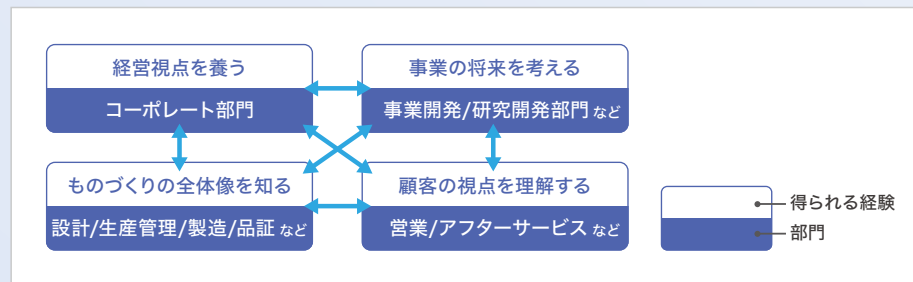 経営視点を養う
コーポレート部門
事業の将来を考える
事業開発/研究開発部門 など
ものづくりの全体像を知る
設計/生産管理/製造/品証 など
顧客の視点を理解する
営業/アフターサービス など
得られる経験
部門